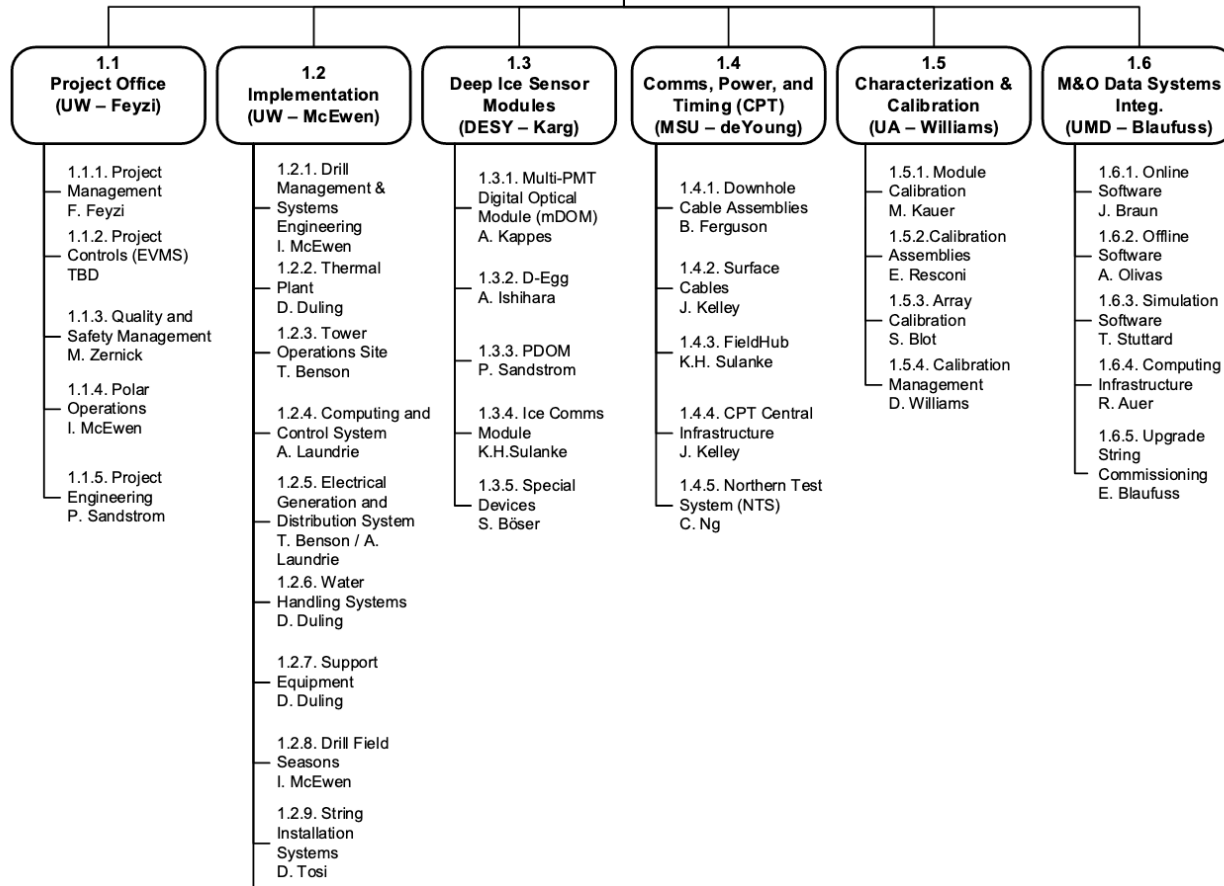 1.1
Project Office
(UW – Feyzi)
1.1.1. Project
Management
F. Feyzi
1.1.2. Project
Controls (EVMS)
TBD
1.1.3. Quality and
Safety Management
M. Zernick
1.1.4. Polar
Operations
I. McEwen
1.1.5. Project
Engineering
P. Sandstrom
1.2
Implementation
(UW – McEwen)
1.2.1. Drill
Management &
Systems
Engineering
I. McEwen
1.2.2. Thermal
Plant
D. Duling
1.2.3. Tower
Operations Site
T. Benson
1.2.4. Computing and
Control System
A. Laundrie
1.2.5. Electrical
Generation and
Distribution System
T. Benson / A.
Laundrie
1.2.6. Water
Handling Systems
D. Duling
1.2.7. Support
Equipment
D. Duling
1.2.8. Drill Field
Seasons
I. McEwen
1.2.9. String
Installation
Systems
D. Tosi
1.3
Deep Ice Sensor
Modules
(DESY – Karg)
1.3.1. Multi-PMT
Digital Optical
Module (mDOM)
A. Kappes
1.3.2. D-Egg
A. Ishihara
1.3.3. PDOM
P. Sandstrom
1.3.4. Ice Comms
Module
K.H.Sulanke
1.3.5. Special
Devices
S. Böser
1.4
Comms, Power, and
Timing (CPT)
(MSU – deYoung)
1.4.1. Downhole
Cable Assemblies
B. Ferguson
1.4.2. Surface
Cables
J. Kelley
1.4.3. FieldHub
K.H. Sulanke
1.4.4. CPT Central
Infrastructure
J. Kelley
1.4.5. Northern Test
System (NTS)
C. Ng
1.5
Characterization &
Calibration
(UA – Williams)
1.5.1. Module
Calibration
M. Kauer
1.5.2.Calibration
Assemblies
E. Resconi
1.5.3. Array
Calibration
S. Blot
1.5.4. Calibration
Management
D. Williams
1.6
M&O Data Systems
Integ.
(UMD – Blaufuss)
1.6.1. Online
Software
J. Braun
1.6.2. Offline
Software
A. Olivas
1.6.3. Simulation
Software
T. Stuttard
1.6.4. Computing
Infrastructure
R. Auer
1.6.5. Upgrade
String
Commissioning
E. Blaufuss